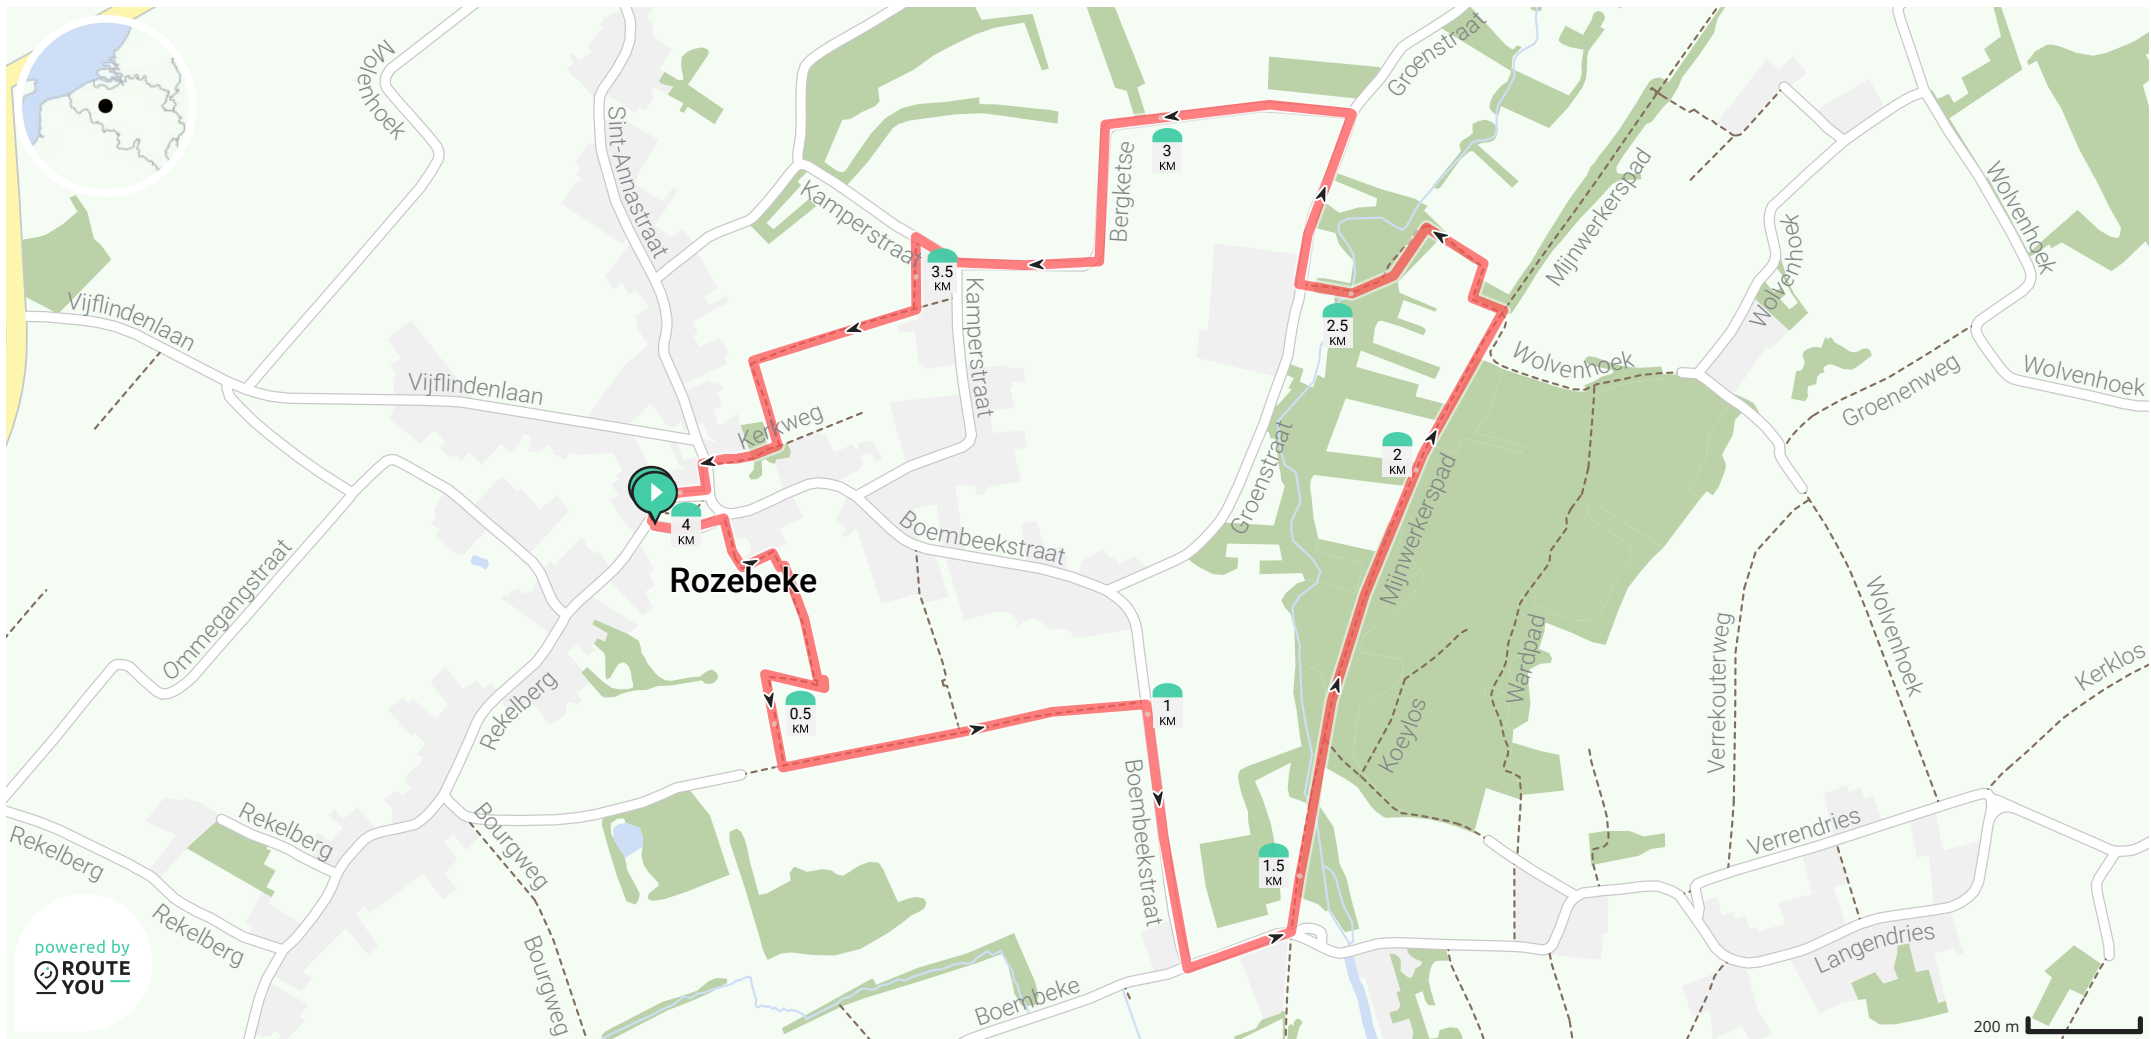 Molenhoek
Groenstraat
Sint-Annastraat
3
KM
Bergketse
Mijnwerkerspad
Wolvenhoek
Kamperstraat
Wolvenhoek
3.5
KM
Kamperstraat
Vijflindenlaan
2.5
KM
Wolvenhoek
Wolvenhoek
Groenenweg
Vijflindenlaan
Kerkweg
2
KM
Groenstraat
Mijnwerkerspad
4
KM
Boembeekstraat
Rozebeke
Ommegangstraat
Wolvenhoek
Wardpad
Verrekouterweg
Kerklos
Rekelberg
0.5
KM
1
KM
Koeylos
Boembeekstraat
Rekelberg
Bourgweg
Verrendries
Rekelberg
1.5
KM
Rekelberg
Bourgweg
Langendries
powered by
ROUTE
YOU
Boembeke
200 m